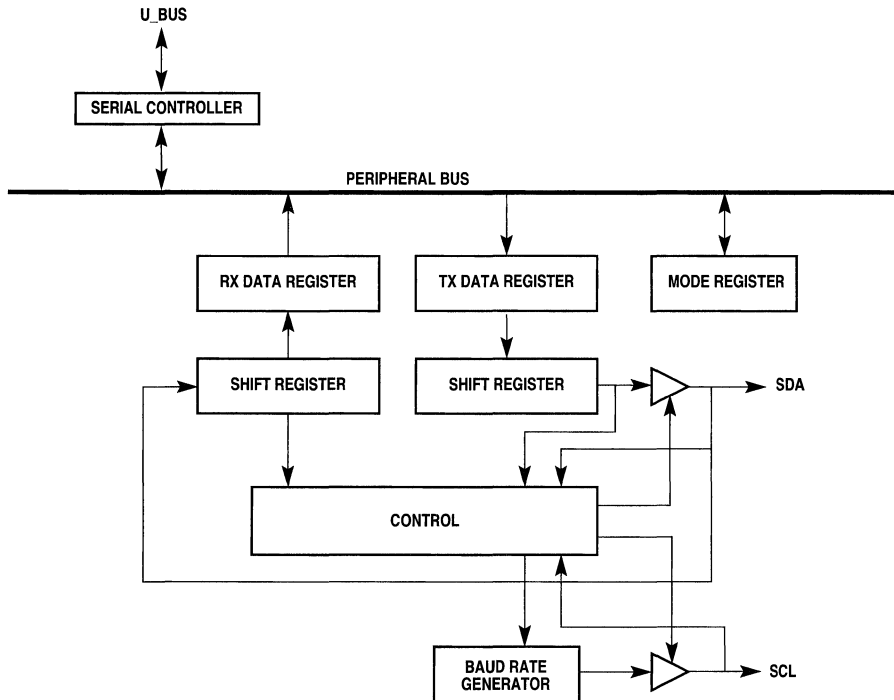 U_BUS
SERIAL CONTROLLER
PERIPHERAL BUS
RX DATA REGISTER
TX DATA REGISTER
MODE REGISTER
SHIFT REGISTER
SHIFT REGISTER
SDA
CONTROL
BAUD RATE
GENERATOR
SCL